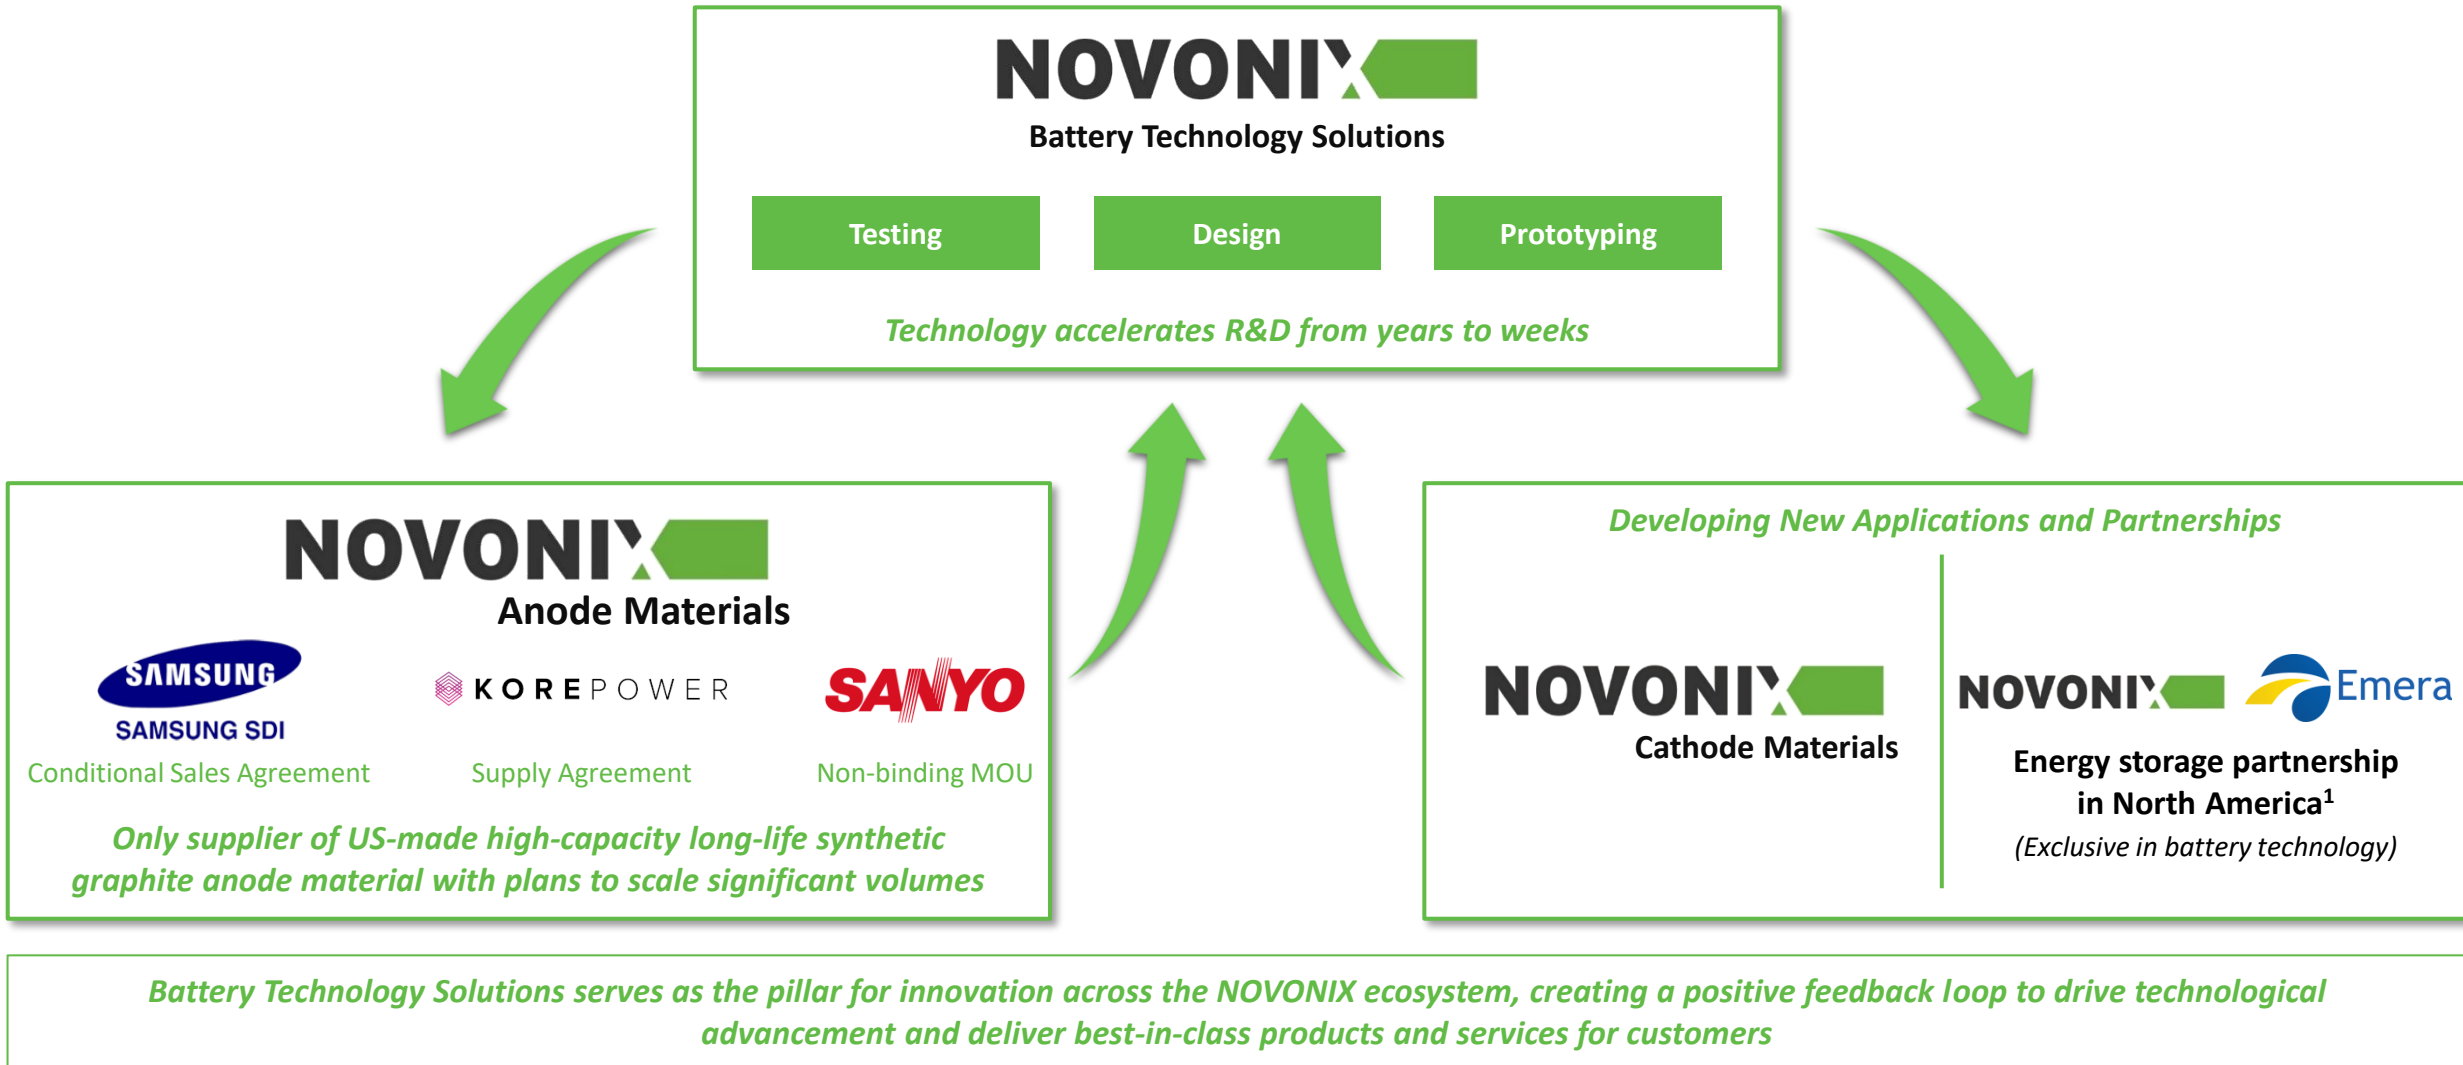 NOVONIX
Battery Technology Solutions
Testing
Design
Prototyping
Technology accelerates R&D from years to weeks
NOVONIX
Anode Materials
SAMSUNG
SAMSUNG SDI
Conditional Sales Agreement
KOREPOWER
Supply Agreement
SANYO
Non-binding MOU
Only supplier of US-made high-capacity long-life synthetic
graphite anode material with plans to scale significant volumes
Developing New Applications and Partnerships
NOVONIX
Cathode Materials
NOVONIX
Emera
Energy storage partnership
in North America¹
(Exclusive in battery technology)
Battery Technology Solutions serves as the pillar for innovation across the NOVONIX ecosystem, creating a positive feedback loop to drive technological
advancement and deliver best-in-class products and services for customers